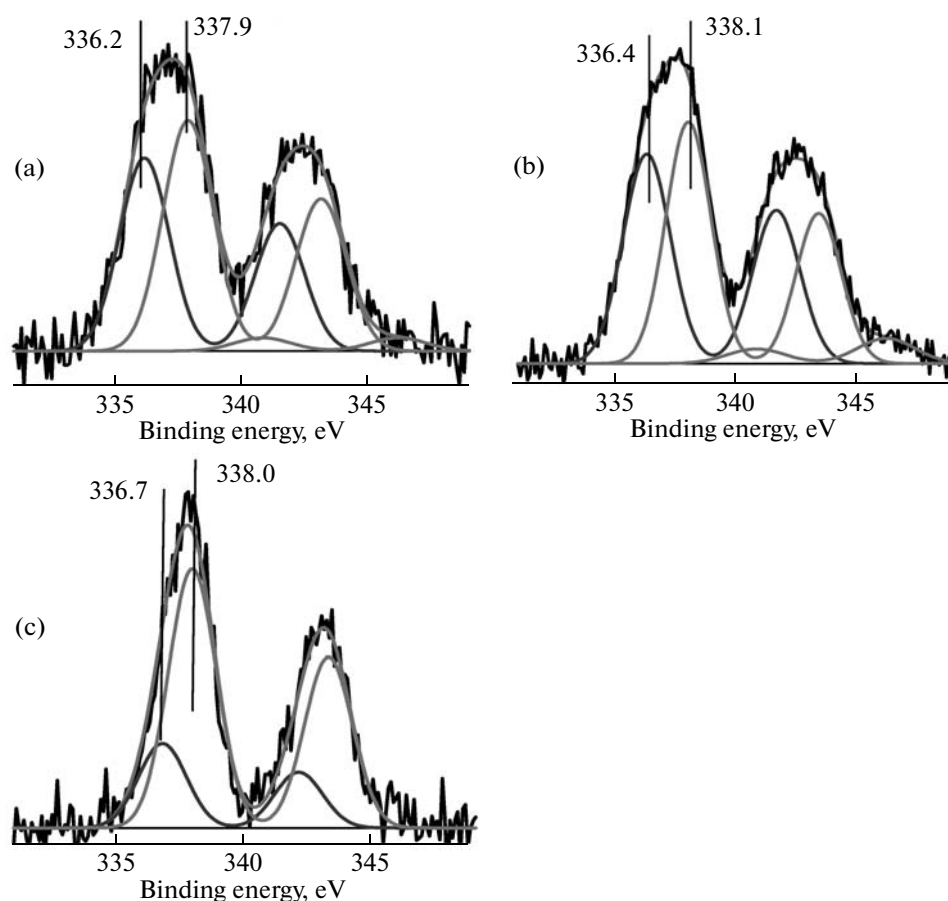 336.2 337.9
(a)
335 340 345
Binding energy, eV
336.4 338.1
(b)
335 340 345
Binding energy, eV
336.7 338.0
(c)
335 340 345
Binding energy, eV